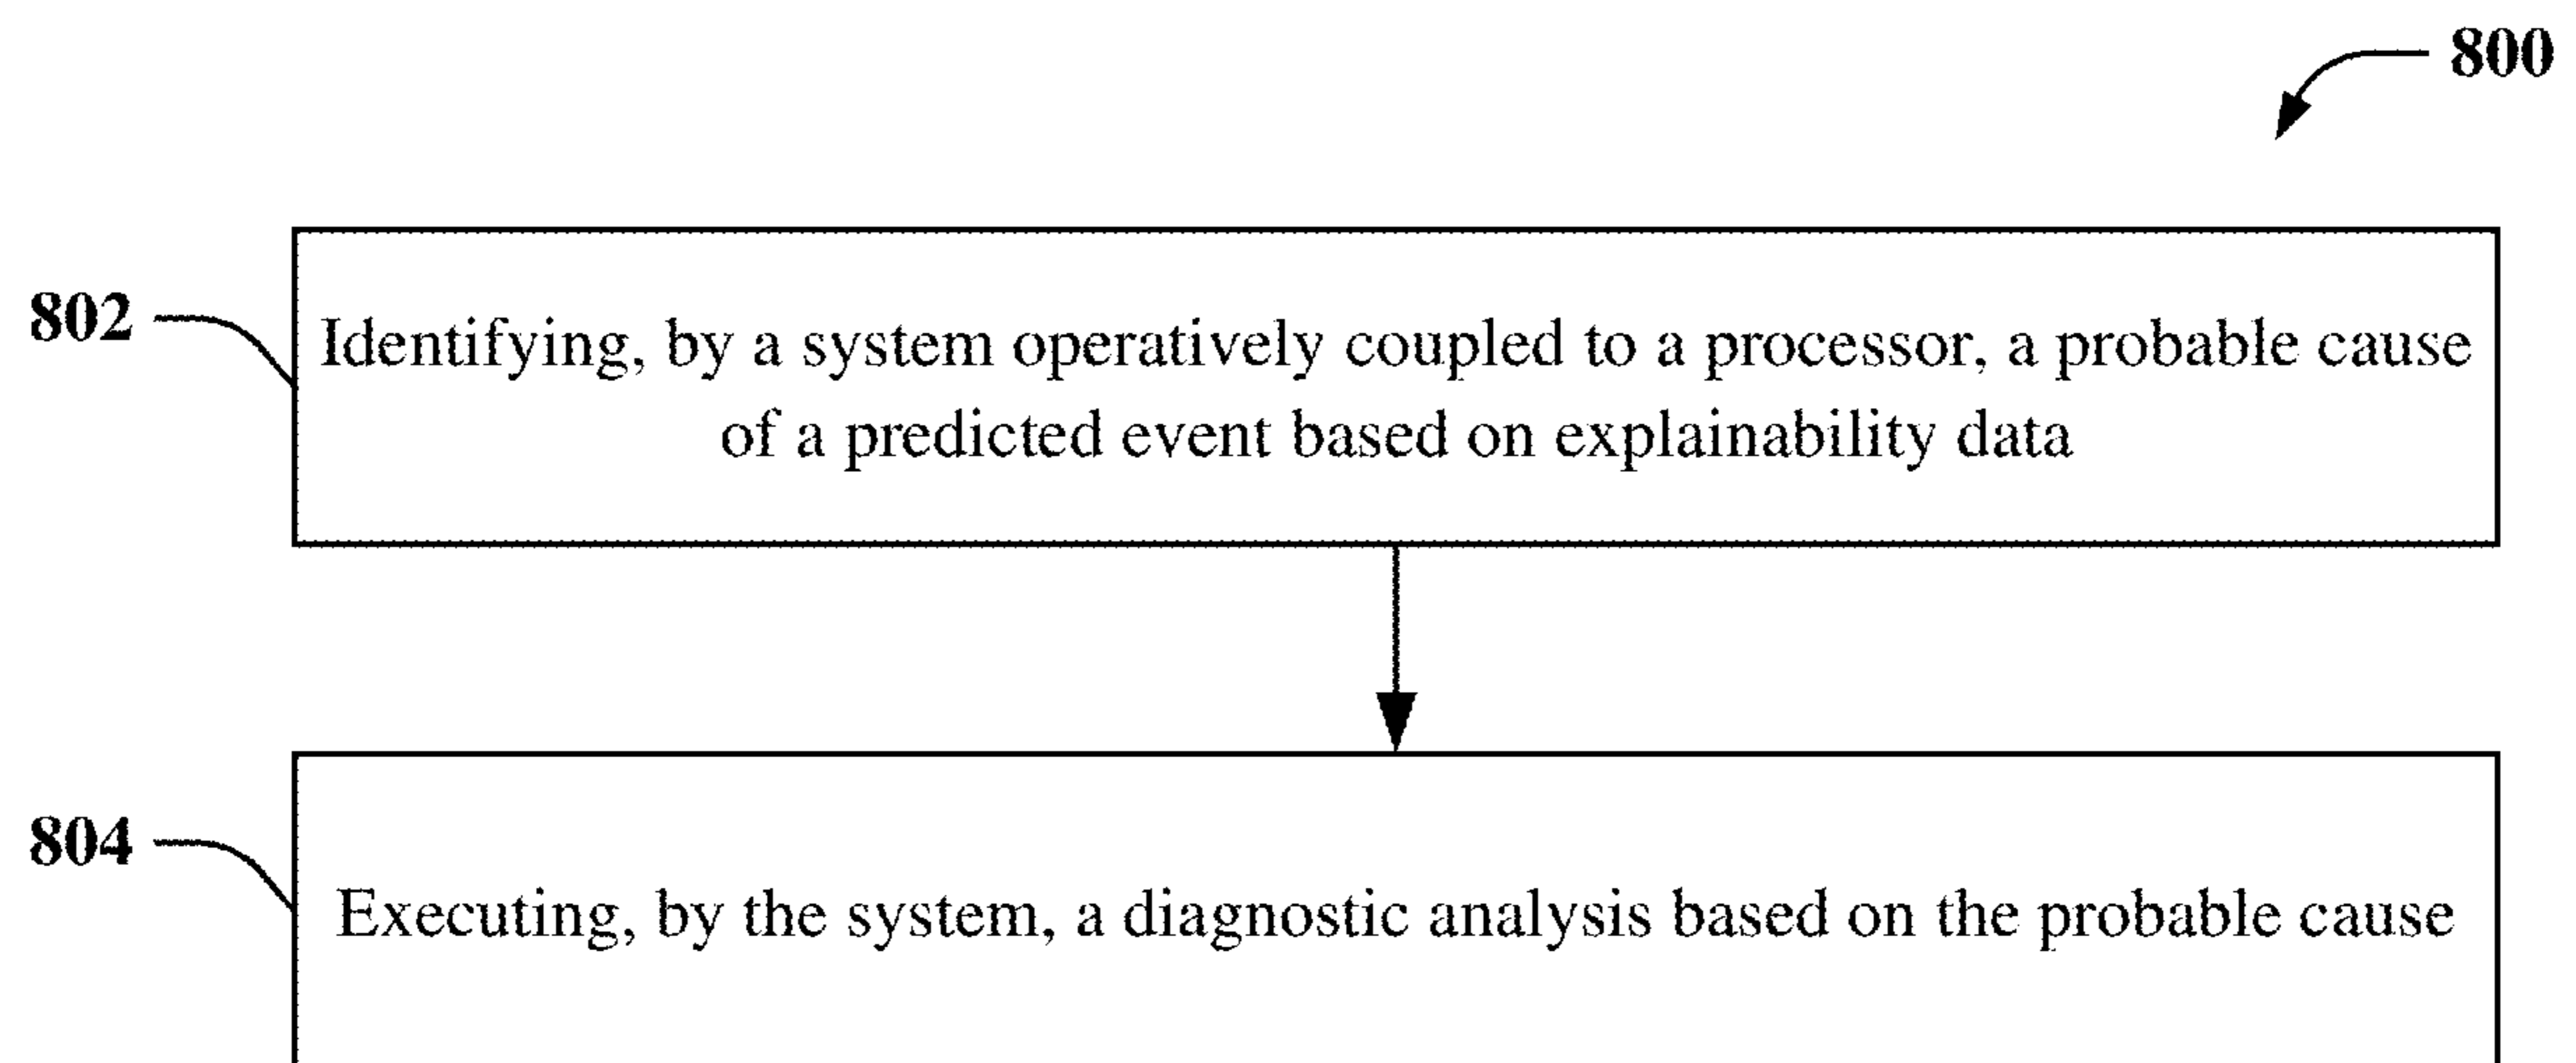 800
802
Identifying, by a system operatively coupled to a processor, a probable cause
of a predicted event based on explainability data
804
Executing, by the system, a diagnostic analysis based on the probable cause